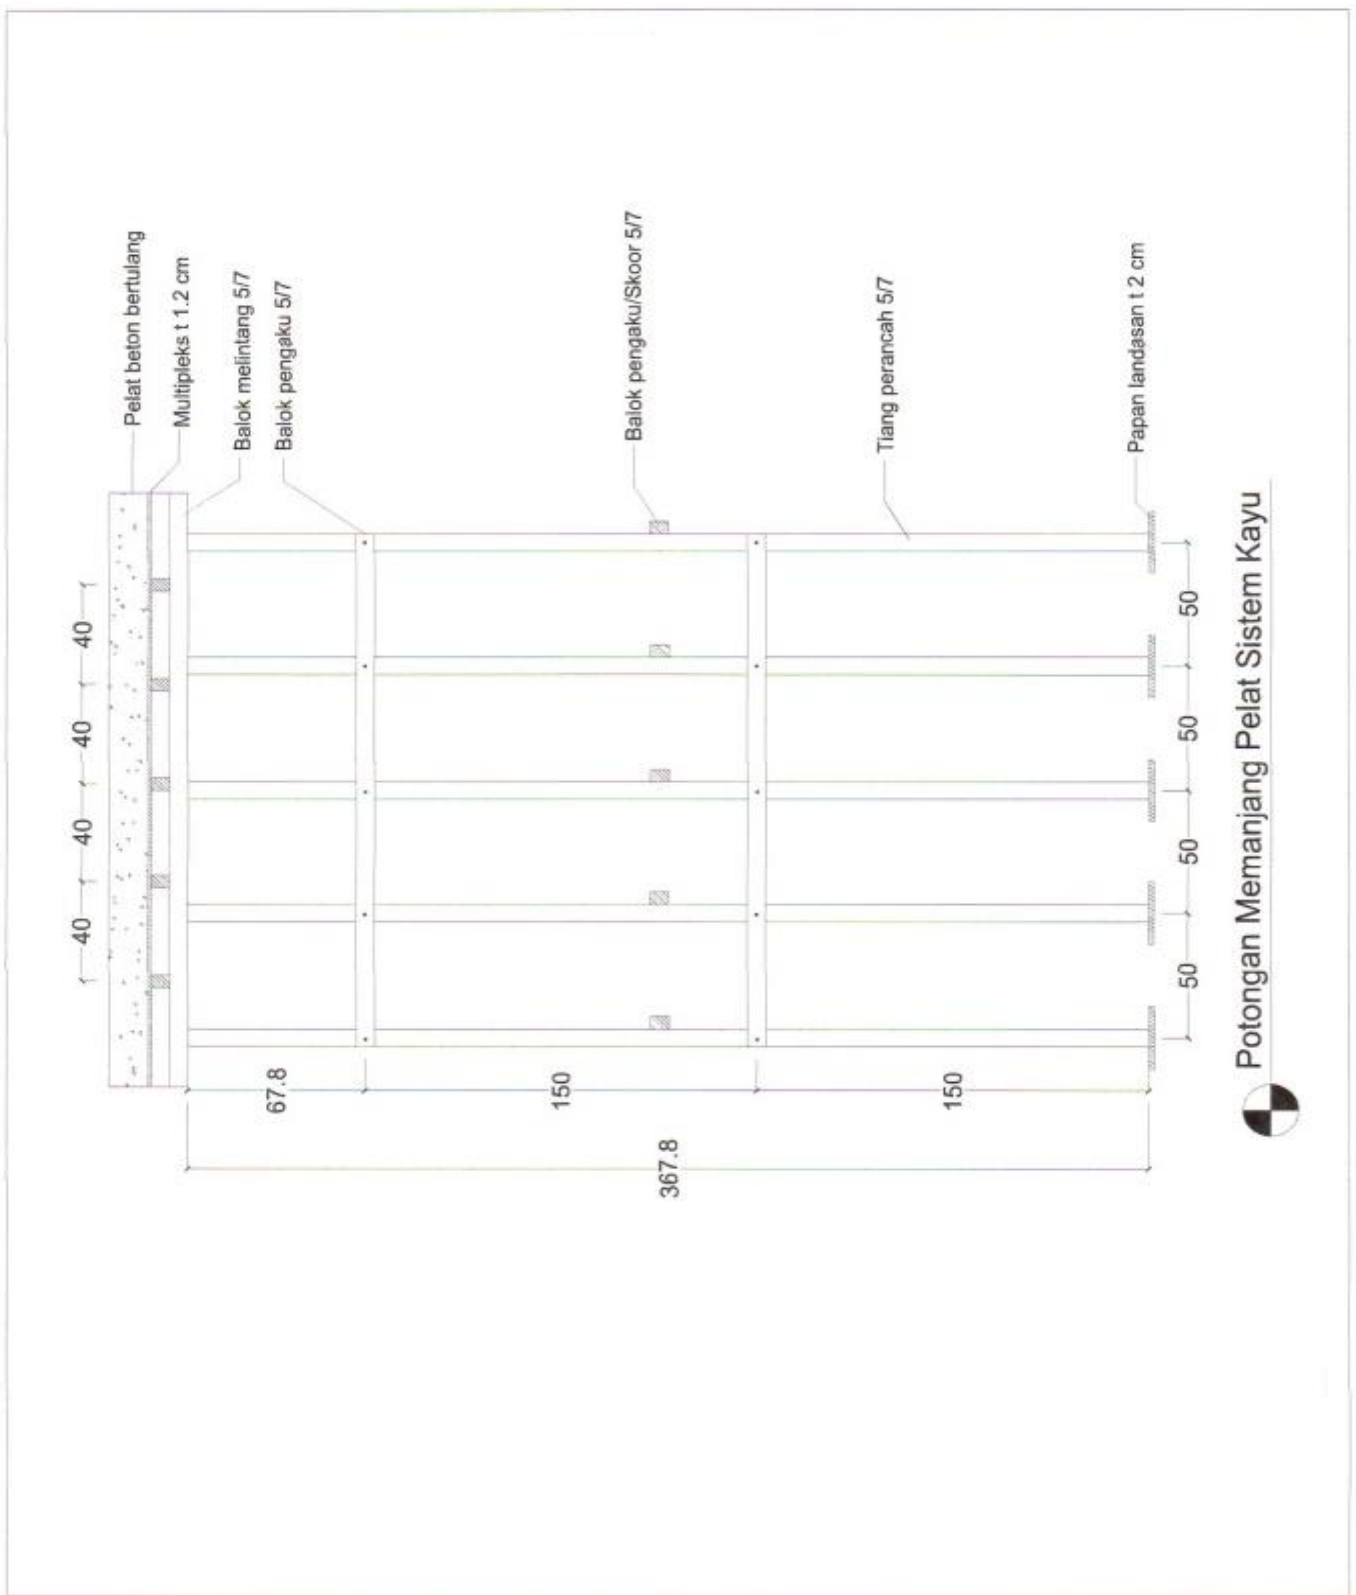 Pelat beton bertulang
Multipleks t 1.2 cm
Balok melintang 5/7
Balok pengaku 5/7
Balok pengaku/Skoor 5/7
Tiang perancah 5/7
Papan landasan t 2 cm
40
40
40
40
67.8
150
150
367.8
50
50
50
50
Potongan Memanjang Pelat Sistem Kayu